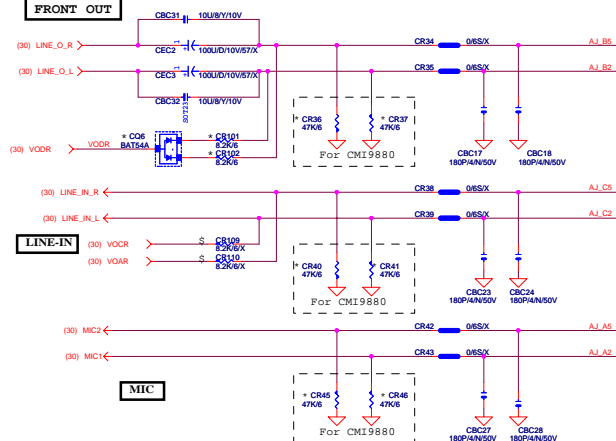 FRONT OUT
CBC31 10U/8/Y/10V
(30) LINE_O_R
CR34 0/6S/X
AJ_B5
CEC2 100U/D/10V/57/X
(30) LINE_O_L
CR35 0/6S/X
AJ_B2
CEC3 100U/D/10V/57/X
CBC32 10U/8/Y/10V
SOT23
* CQ6
BAT54A
(30) VODR
VODR
* CR101
8.2K/6
* CR102
8.2K/6
* CR36
47K/6
* CR37
47K/6
For CMI9880
CBC17
180P/4/N/50V
CBC18
180P/4/N/50V
(30) LINE_IN_R
CR38 0/6S/X
AJ_C5
(30) LINE_IN_L
CR39 0/6S/X
AJ_C2
LINE-IN
(30) VOCR
$ CR109
8.2K/6/X
(30) VOAR
$ CR110
8.2K/6/X
* CR40
47K/6
* CR41
47K/6
For CMI9880
CBC23
180P/4/N/50V
CBC24
180P/4/N/50V
(30) MIC2
CR42 0/6S/X
AJ_A5
(30) MIC1
CR43 0/6S/X
AJ_A2
MIC
* CR45
47K/6
* CR46
47K/6
For CMI9880
CBC27
180P/4/N/50V
CBC28
180P/4/N/50V